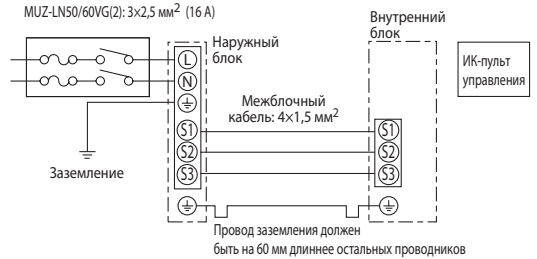 MUZ-LN50/60VG(2): 3×2,5 мм² (16 А)
Наружный
блок
Внутренний
блок
ИК-пульт
управления
L
N
Межблочный
кабель: 4×1,5 мм²
S1
S2
S3
S1
S2
S3
Заземление
Провод заземления должен
быть на 60 мм длиннее остальных проводников